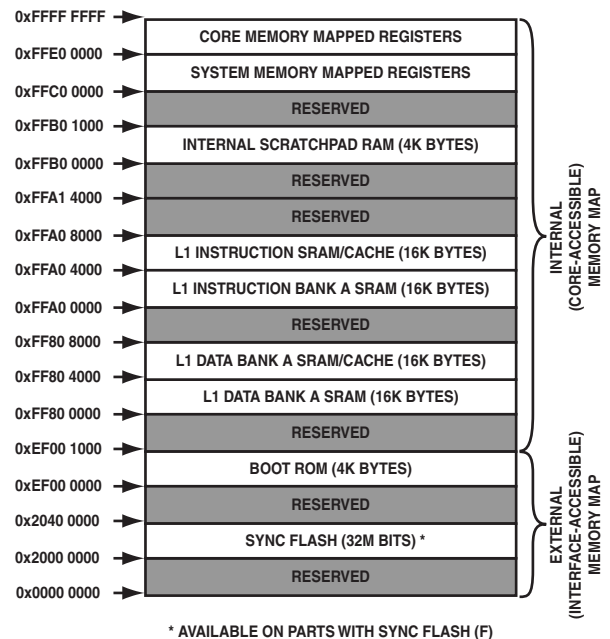 0xFFFF FFFF
CORE MEMORY MAPPED REGISTERS
0xFFE0 0000
SYSTEM MEMORY MAPPED REGISTERS
0xFFC0 0000
RESERVED
0xFFB0 1000
INTERNAL SCRATCHPAD RAM (4K BYTES)
0xFFB0 0000
RESERVED
0xFFA1 4000
RESERVED
0xFFA0 8000
L1 INSTRUCTION SRAM/CACHE (16K BYTES)
0xFFA0 4000
L1 INSTRUCTION BANK A SRAM (16K BYTES)
0xFFA0 0000
RESERVED
0xFF80 8000
L1 DATA BANK A SRAM/CACHE (16K BYTES)
0xFF80 4000
L1 DATA BANK A SRAM (16K BYTES)
0xFF80 0000
RESERVED
0xEF00 1000
BOOT ROM (4K BYTES)
0xEF00 0000
RESERVED
0x2040 0000
SYNC FLASH (32M BITS) *
0x2000 0000
RESERVED
0x0000 0000
INTERNAL
(CORE-ACCESSIBLE)
MEMORY MAP
EXTERNAL
(INTERFACE-ACCESSIBLE)
MEMORY MAP
* AVAILABLE ON PARTS WITH SYNC FLASH (F)